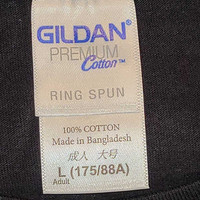 GILDAN®
PREMIUM
Cotton™
RING SPUN
100% COTTON
Made in Bangladesh
成人 大号
L (175/88A)
Adult